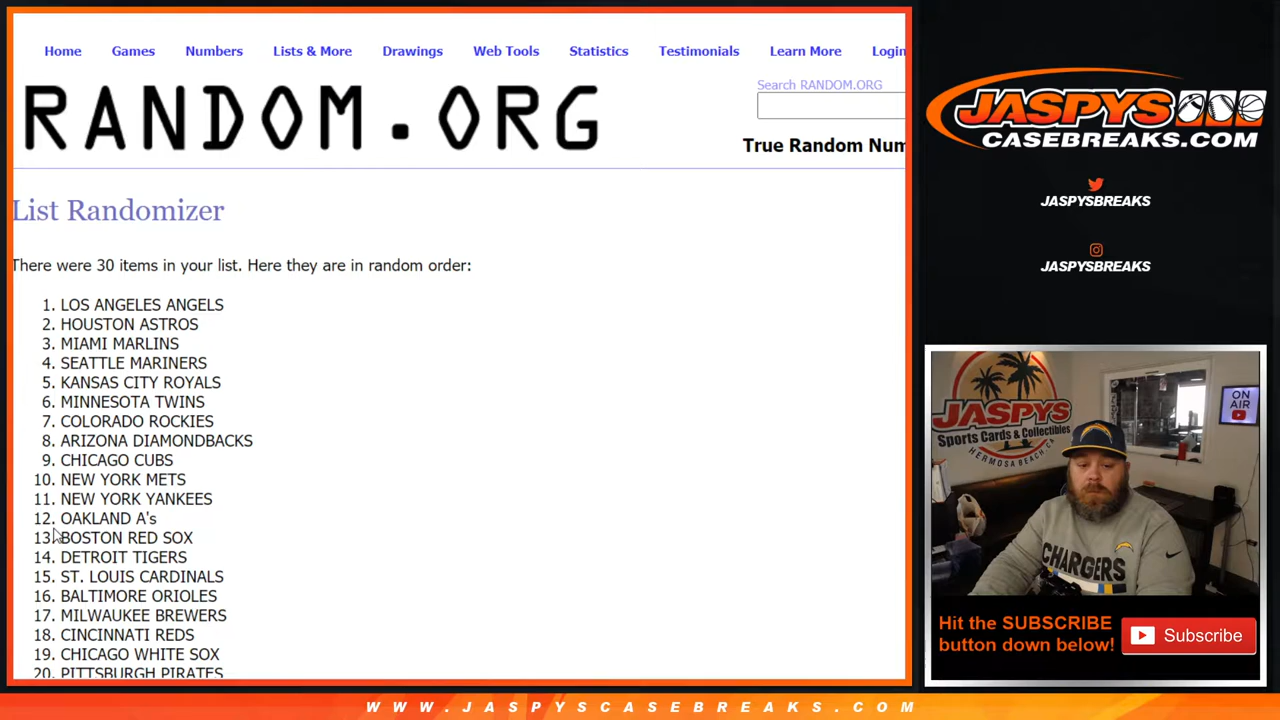 Home Games Numbers Lists & More Drawings Web Tools Statistics Testimonials Learn More Login
Search RANDOM.ORG
RANDOM.ORG
True Random Num
List Randomizer
There were 30 items in your list. Here they are in random order:
1. LOS ANGELES ANGELS
2. HOUSTON ASTROS
3. MIAMI MARLINS
4. SEATTLE MARINERS
5. KANSAS CITY ROYALS
6. MINNESOTA TWINS
7. COLORADO ROCKIES
8. ARIZONA DIAMONDBACKS
9. CHICAGO CUBS
10. NEW YORK METS
11. NEW YORK YANKEES
12. OAKLAND A's
13. BOSTON RED SOX
14. DETROIT TIGERS
15. ST. LOUIS CARDINALS
16. BALTIMORE ORIOLES
17. MILWAUKEE BREWERS
18. CINCINNATI REDS
19. CHICAGO WHITE SOX
20. PITTSBURGH PIRATES
JASPYS
CASEBREAKS.COM
JASPYSBREAKS
JASPYSBREAKS
JASPYS
Sports Cards & Collectibles
HERMOSA BEACH, CA
ON
AIR
CHARGERS
Hit the SUBSCRIBE
button down below!
Subscribe
WWW.JASPYSCASEBREAKS.COM